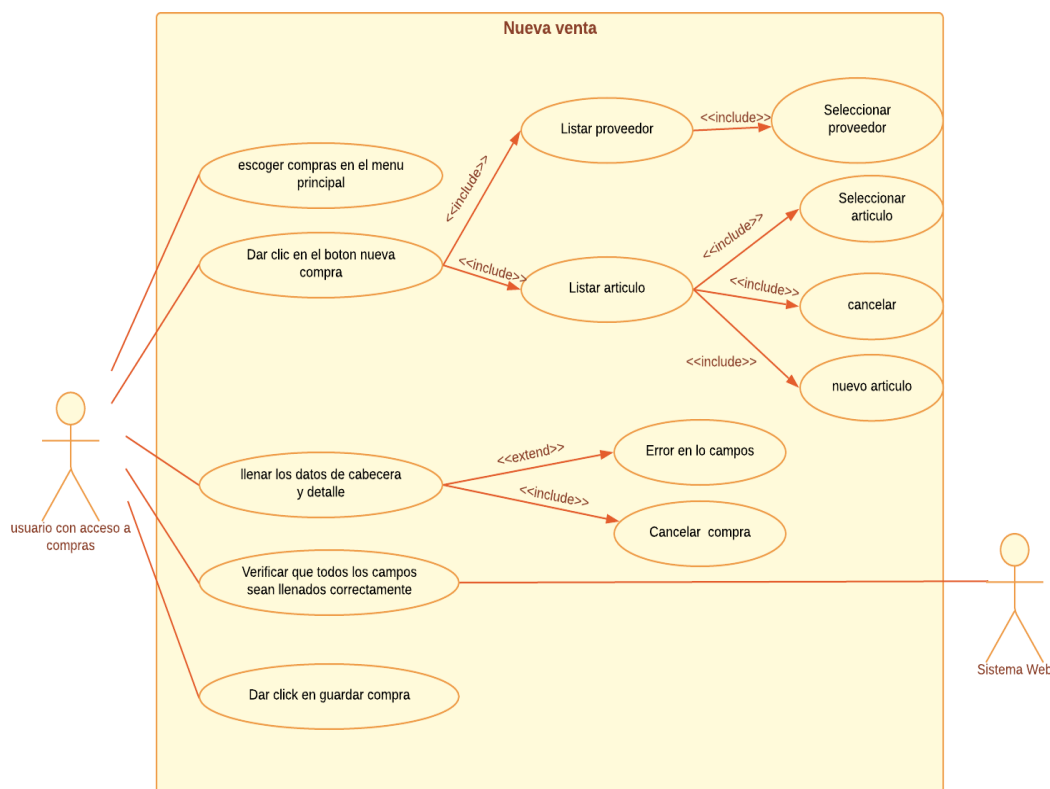 Nueva venta
Listar proveedor
<<include>>
Seleccionar
proveedor
escoger compras en el menu
principal
<<include>>
Seleccionar
articulo
Dar clic en el boton nueva
compra
<<include>>
Listar articulo
<<include>>
<<include>>
cancelar
<<include>>
nuevo articulo
llenar los datos de cabecera
y detalle
<<extend>>
Error en lo campos
<<include>>
Cancelar compra
usuario con acceso a
compras
Verificar que todos los campos
sean llenados correctamente
Sistema Web
Dar click en guardar compra